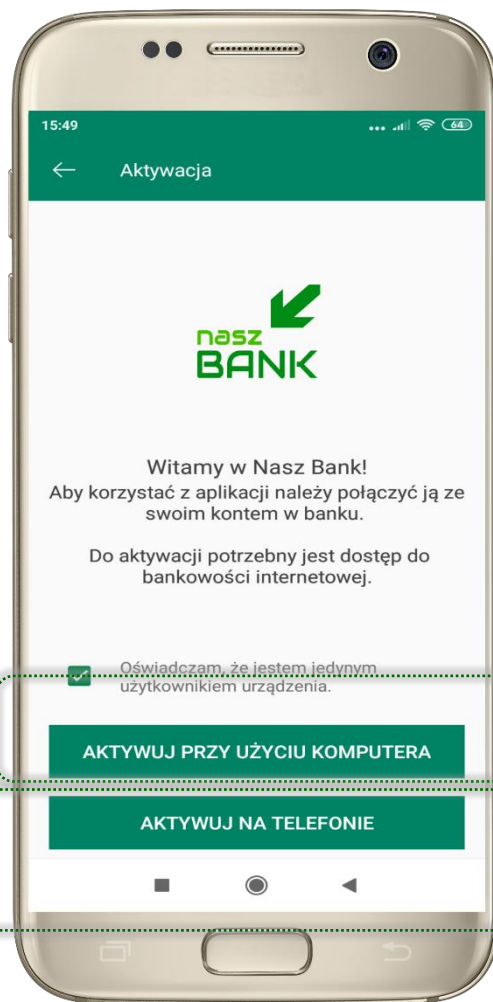 15:49
64
Aktywacja
nasz
BANK
Witamy w Nasz Bank!
Aby korzystać z aplikacji należy połączyć ją ze
swoim kontem w banku.
Do aktywacji potrzebny jest dostęp do
bankowości internetowej.
Oświadczam, że jestem jedynym
użytkownikiem urządzenia.
AKTYWUJ PRZY UŻYCIU KOMPUTERA
AKTYWUJ NA TELEFONIE